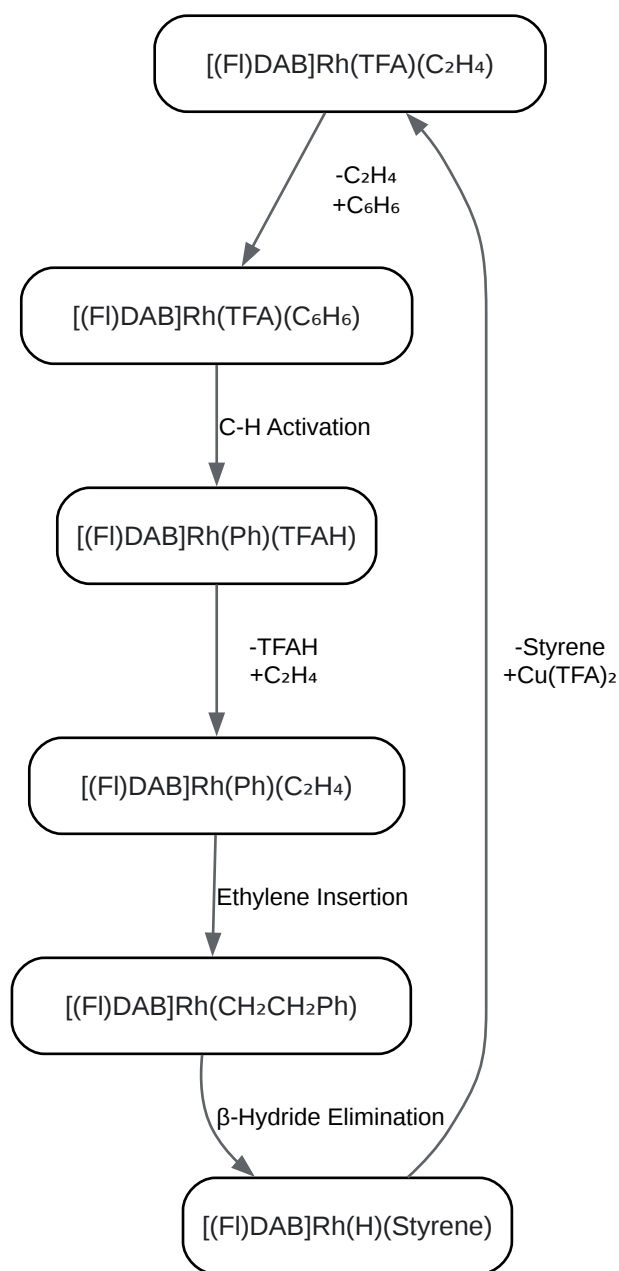 [(Fl)DAB]Rh(TFA)(C₂H₄)
-C₂H₄
+C₆H₆
[(Fl)DAB]Rh(TFA)(C₆H₆)
C-H Activation
[(Fl)DAB]Rh(Ph)(TFAH)
-TFAH
+C₂H₄
-Styrene
+Cu(TFA)₂
[(Fl)DAB]Rh(Ph)(C₂H₄)
Ethylene Insertion
[(Fl)DAB]Rh(CH₂CH₂Ph)
β-Hydride Elimination
[(Fl)DAB]Rh(H)(Styrene)